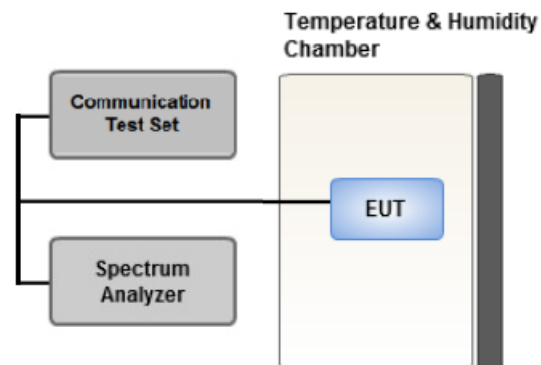 Temperature & Humidity
Chamber
Communication
Test Set
EUT
Spectrum
Analyzer